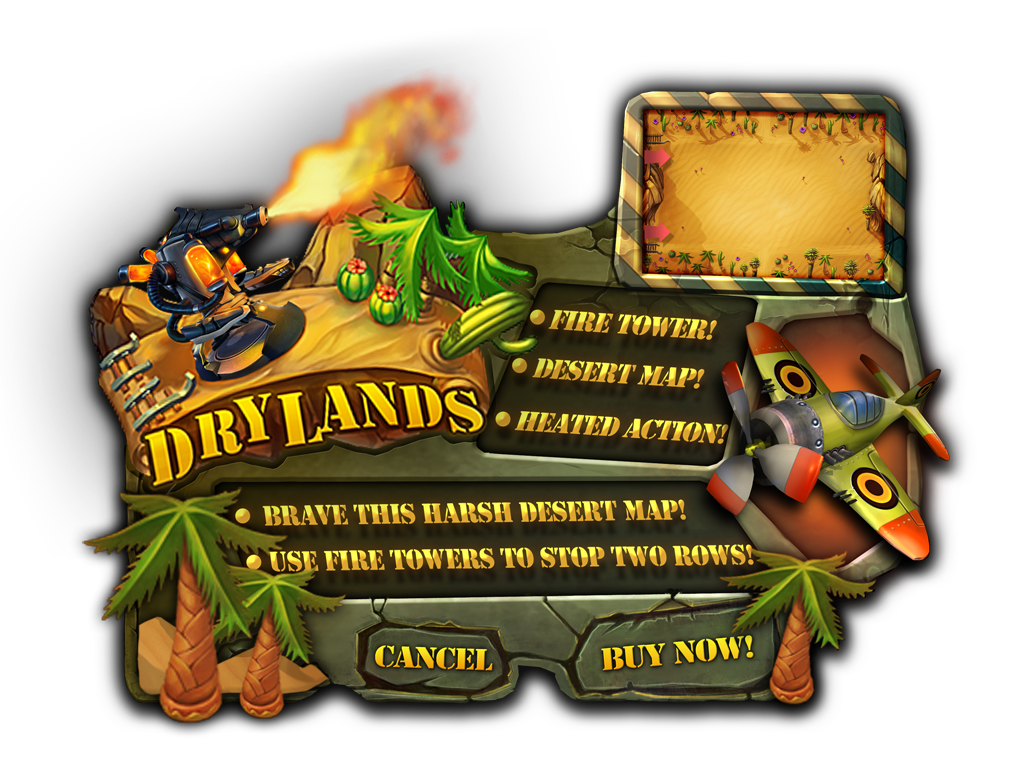 FIRE TOWER!
DESERT MAP!
HEATED ACTION!
DRYLANDS
BRAVE THIS HARSH DESERT MAP!
USE FIRE TOWERS TO STOP TWO ROWS!
CANCEL
BUY NOW!